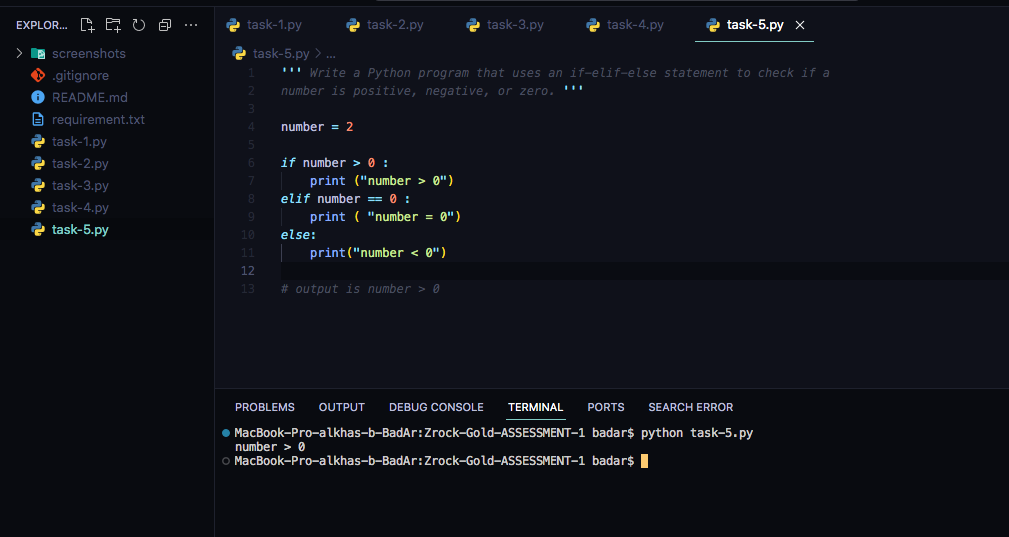 EXPLOR...
screenshots
.gitignore
README.md
requirement.txt
task-1.py
task-2.py
task-3.py
task-4.py
task-5.py
task-1.py task-2.py task-3.py task-4.py task-5.py
task-5.py > ...
1 ''' Write a Python program that uses an if-elif-else statement to check if a
2 number is positive, negative, or zero. '''
3
4 number = 2
5
6 if number > 0 :
7     print ("number > 0")
8 elif number == 0 :
9     print ( "number = 0")
10 else:
11     print("number < 0")
12
13 # output is number > 0
PROBLEMS OUTPUT DEBUG CONSOLE TERMINAL PORTS SEARCH ERROR
MacBook-Pro-alkhas-b-BadAr:Zrock-Gold-ASSESSMENT-1 badar$ python task-5.py
number > 0
MacBook-Pro-alkhas-b-BadAr:Zrock-Gold-ASSESSMENT-1 badar$